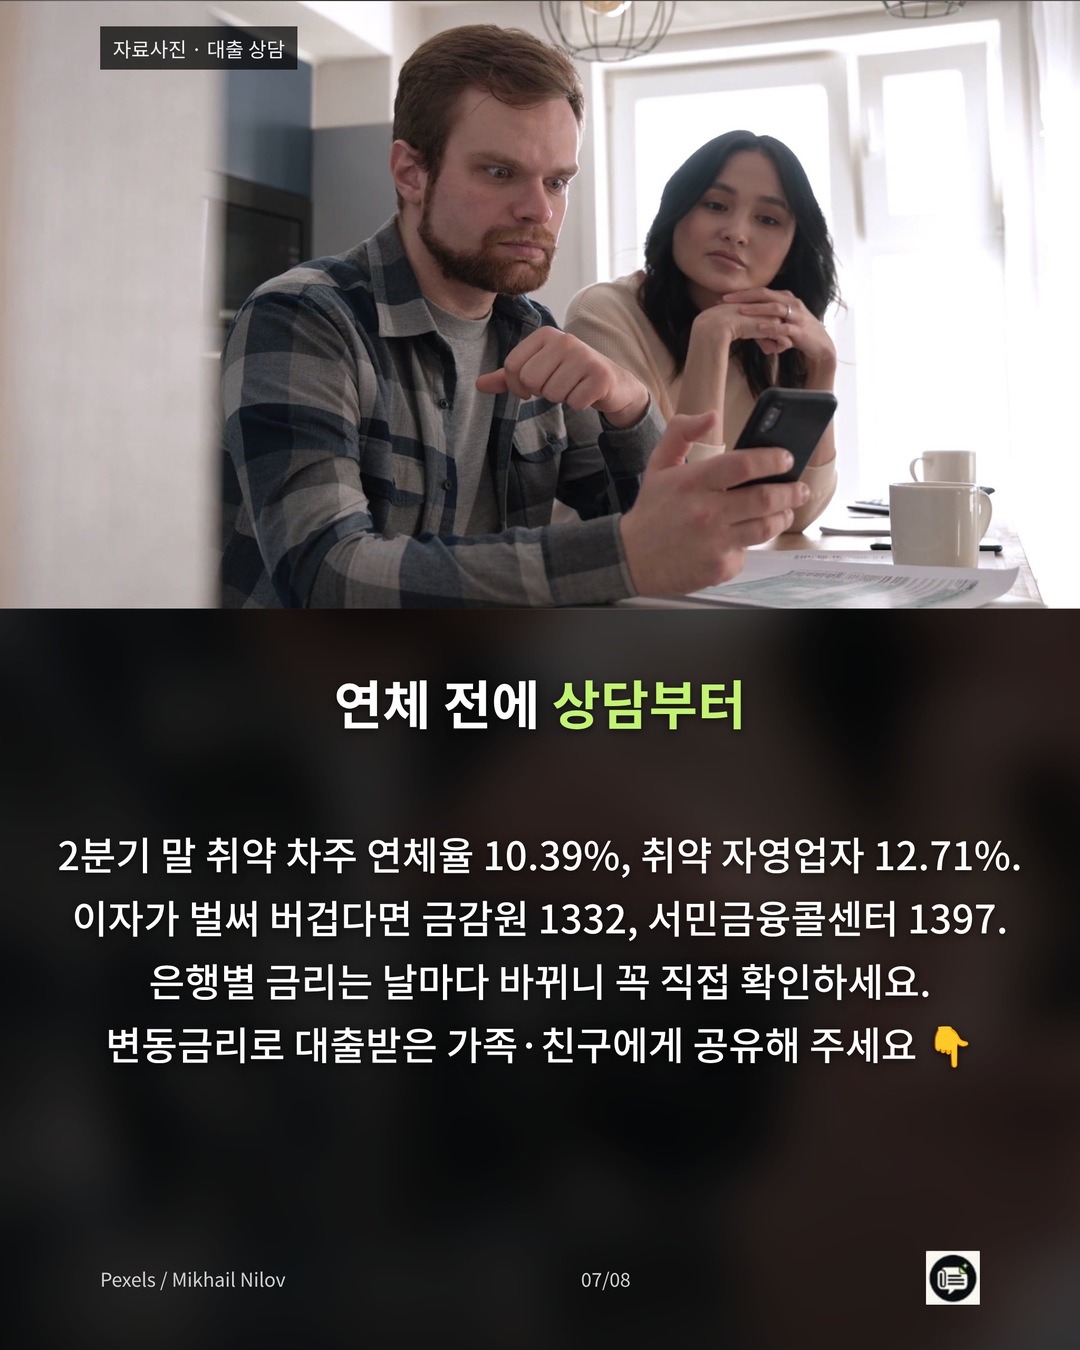 자료사진 · 대출 상담
연체 전에 상담부터
2분기 말 취약 차주 연체율 10.39%, 취약 자영업자 12.71%.
이자가 벌써 버겁다면 금감원 1332, 서민금융콜센터 1397.
은행별 금리는 날마다 바뀌니 꼭 직접 확인하세요.
변동금리로 대출받은 가족·친구에게 공유해 주세요 👇
Pexels / Mikhail Nilov
07/08